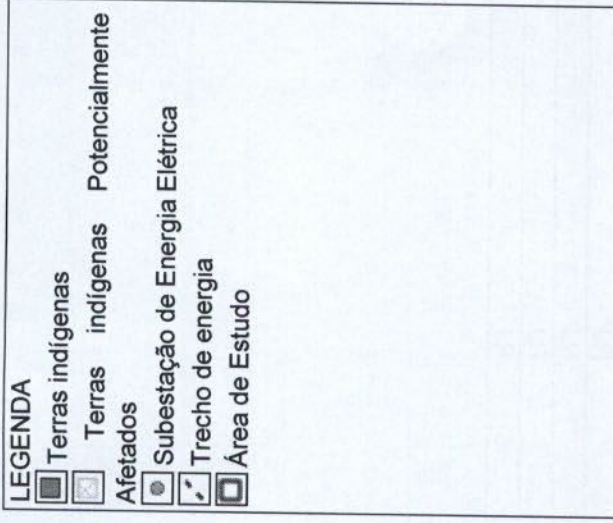 LEGENDA
Terras indígenas
Terras indígenas Potencialmente
Afetados
Subestação de Energia Elétrica
Trecho de energia
Área de Estudo